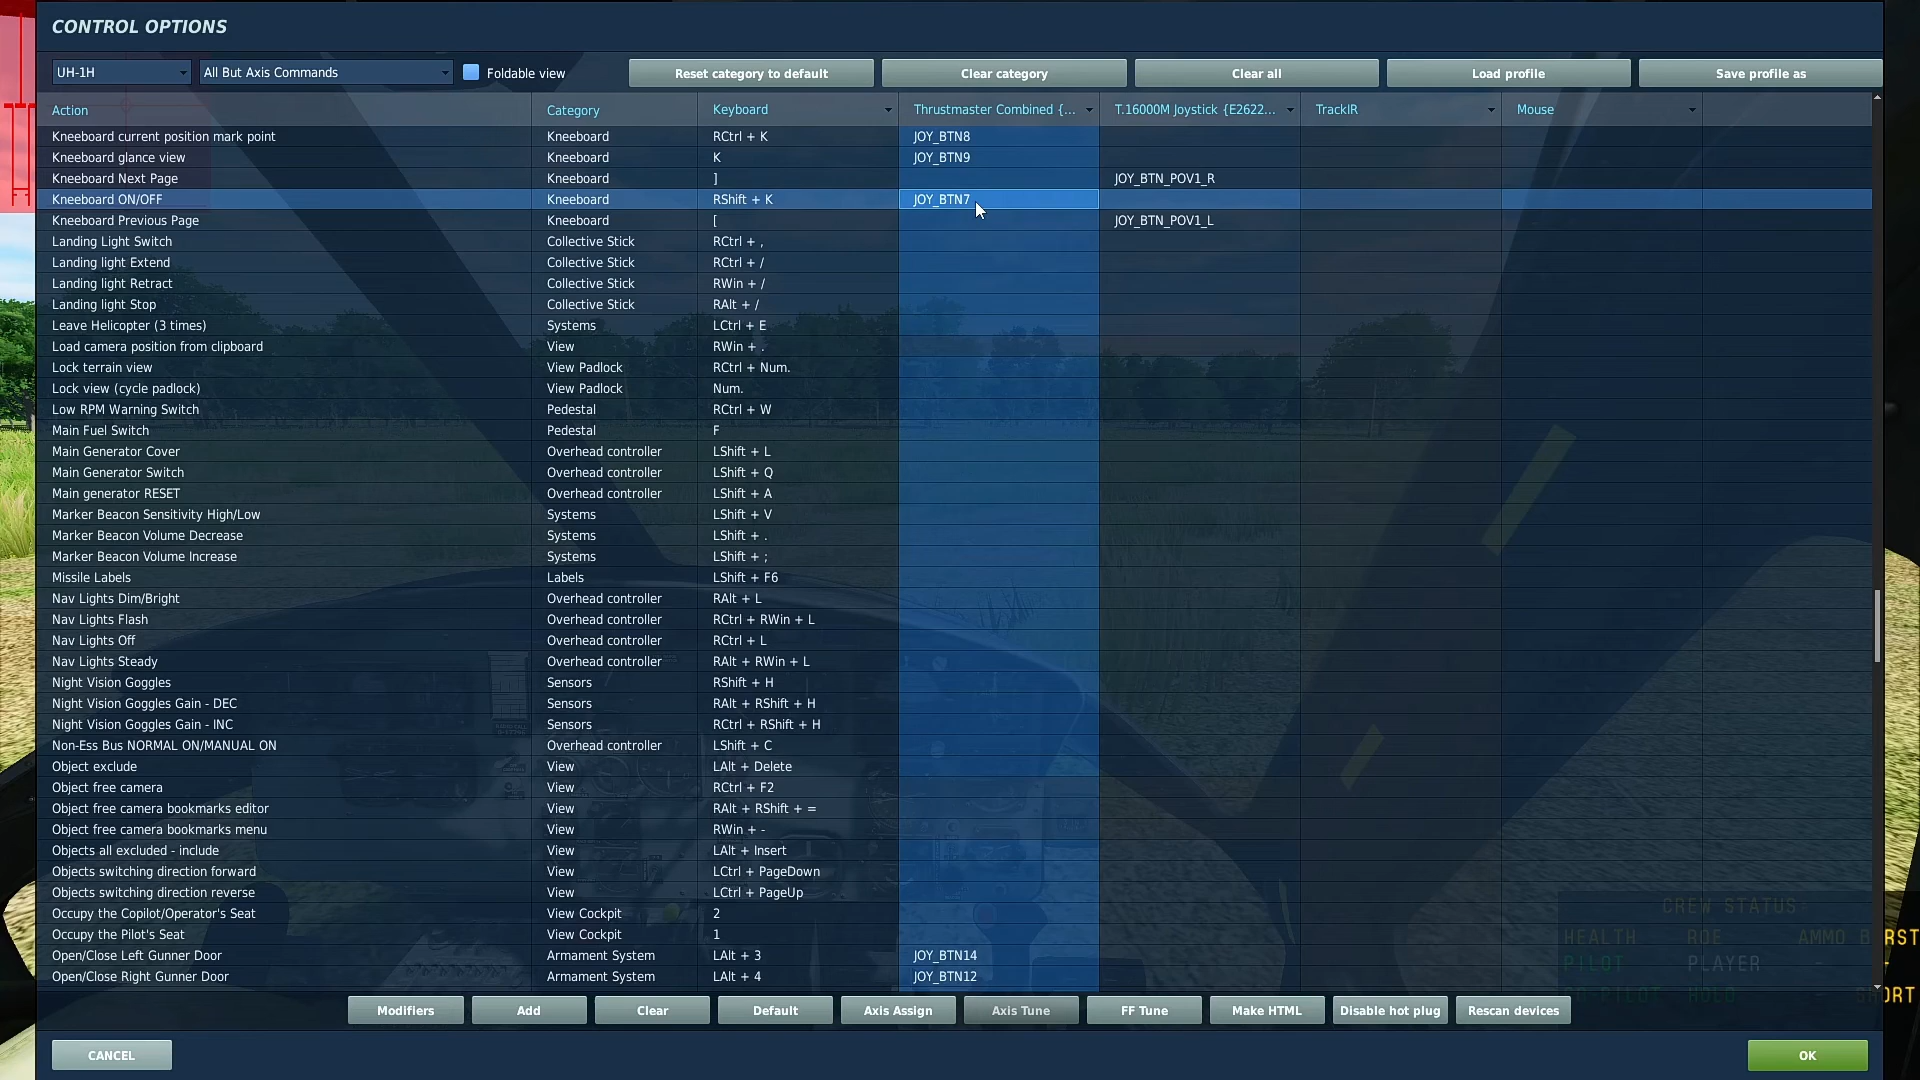 CONTROL OPTIONS
UH-1H All But Axis Commands Foldable view Reset category to default Clear category Clear all Load profile Save profile as
Action Category Keyboard Thrustmaster Combined {... T.16000M Joystick {E2622... TrackIR Mouse
Kneeboard current position mark point Kneeboard RCtrl + K JOY_BTN8
Kneeboard glance view Kneeboard K JOY_BTN9
Kneeboard Next Page Kneeboard ] JOY_BTN_POV1_R
Kneeboard ON/OFF Kneeboard RShift + K JOY_BTN7
Kneeboard Previous Page Kneeboard [ JOY_BTN_POV1_L
Landing Light Switch Collective Stick RCtrl + ,
Landing light Extend Collective Stick RCtrl + /
Landing light Retract Collective Stick RWin + /
Landing light Stop Collective Stick RAlt + /
Leave Helicopter (3 times) Systems LCtrl + E
Load camera position from clipboard View RWin + .
Lock terrain view View Padlock RCtrl + Num.
Lock view (cycle padlock) View Padlock Num.
Low RPM Warning Switch Pedestal RCtrl + W
Main Fuel Switch Pedestal F
Main Generator Cover Overhead controller LShift + L
Main Generator Switch Overhead controller LShift + Q
Main generator RESET Overhead controller LShift + A
Marker Beacon Sensitivity High/Low Systems LShift + V
Marker Beacon Volume Decrease Systems LShift + .
Marker Beacon Volume Increase Systems LShift + ;
Missile Labels Labels LShift + F6
Nav Lights Dim/Bright Overhead controller RAlt + L
Nav Lights Flash Overhead controller RCtrl + RWin + L
Nav Lights Off Overhead controller RCtrl + L
Nav Lights Steady Overhead controller RAlt + RWin + L
Night Vision Goggles Sensors RShift + H
Night Vision Goggles Gain - DEC Sensors RAlt + RShift + H
Night Vision Goggles Gain - INC Sensors RCtrl + RShift + H
Non-Ess Bus NORMAL ON/MANUAL ON Overhead controller LShift + C
Object exclude View LAlt + Delete
Object free camera View RCtrl + F2
Object free camera bookmarks editor View RAlt + RShift + =
Object free camera bookmarks menu View RWin + -
Objects all excluded - include View LAlt + Insert
Objects switching direction forward View LCtrl + PageDown
Objects switching direction reverse View LCtrl + PageUp
CREW STATUS:
Occupy the Copilot/Operator's Seat View Cockpit 2
Occupy the Pilot's Seat View Cockpit 1
HEALTH ROE AMMO BURST
Open/Close Left Gunner Door Armament System LAlt + 3 JOY_BTN14
PILOT PLAYER - -
Open/Close Right Gunner Door Armament System LAlt + 4 JOY_BTN12
CO-PILOT HOLD - SHORT
Modifiers Add Clear Default Axis Assign Axis Tune FF Tune Make HTML Disable hot plug Rescan devices
CANCEL OK